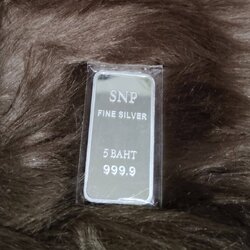 SNP
FINE SILVER
5 BAHT
999.9